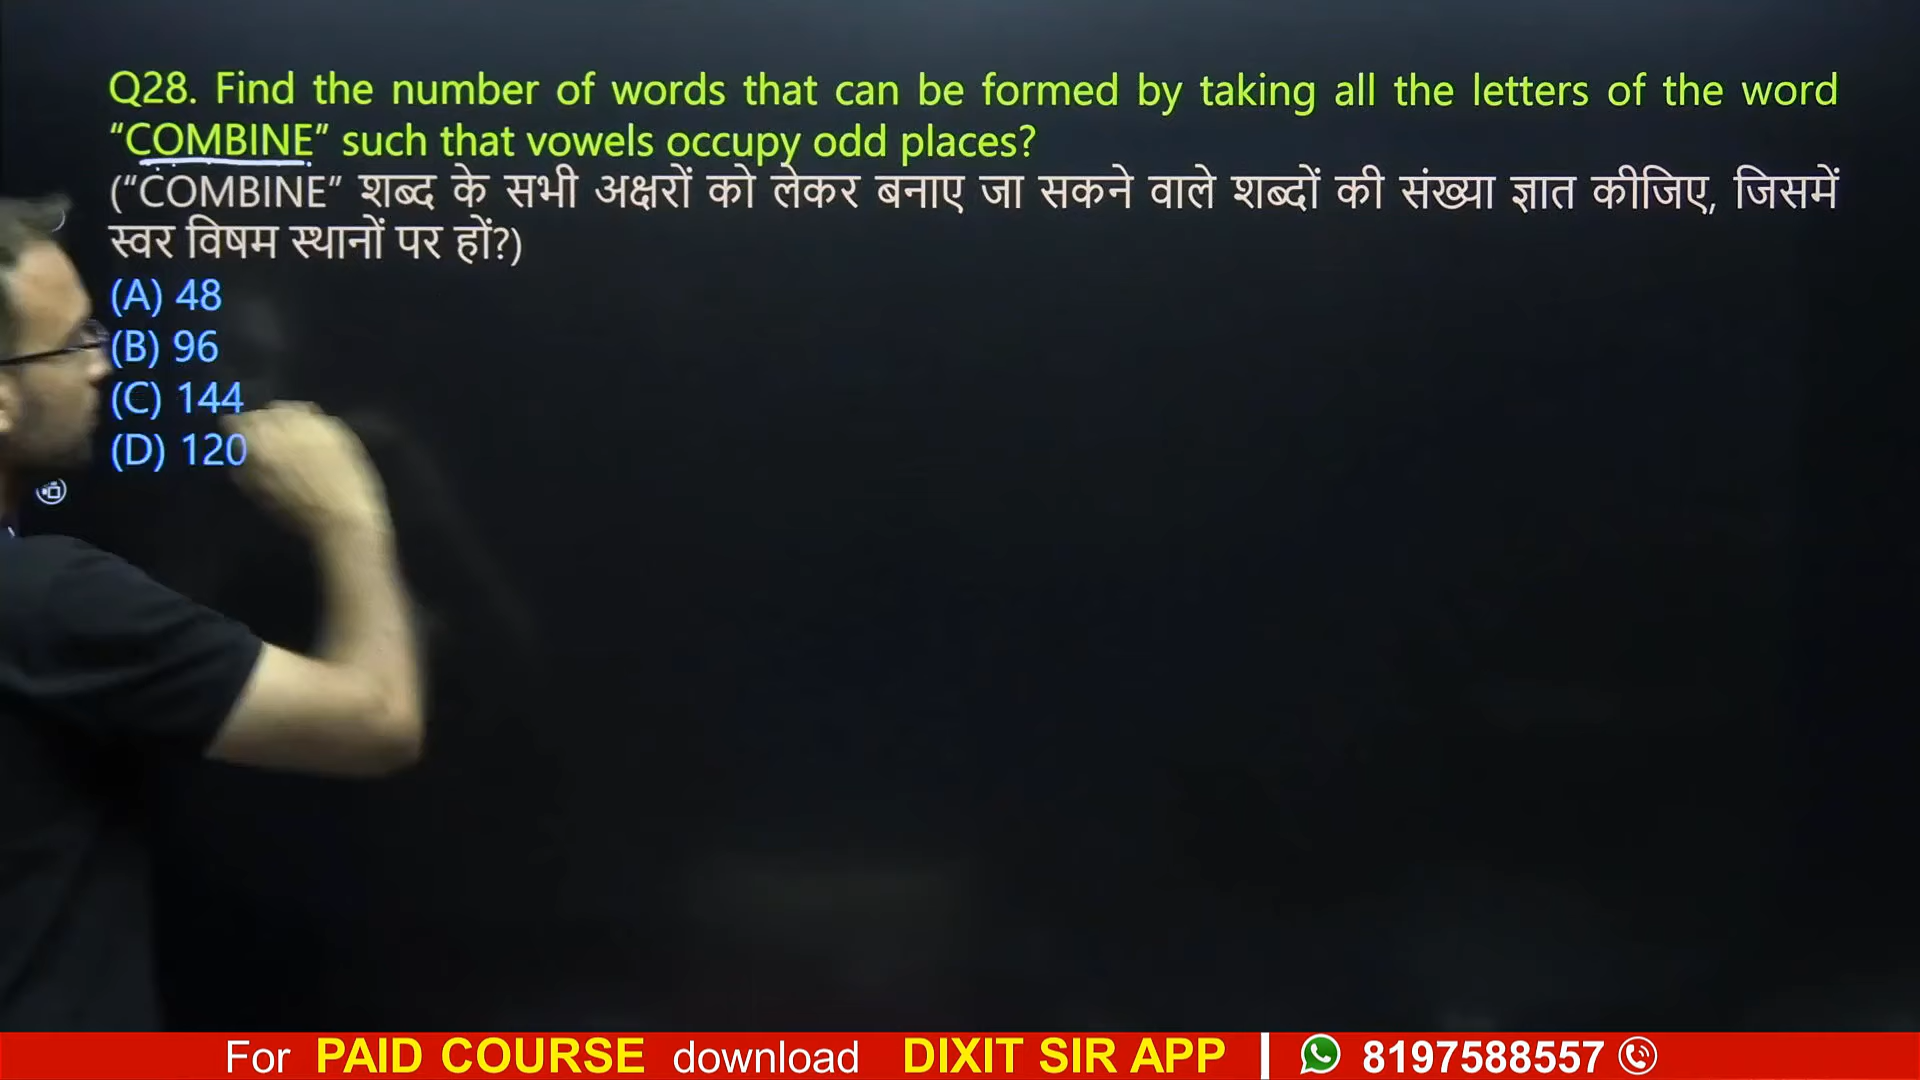 Q28. Find the number of words that can be formed by taking all the letters of the word
“COMBINE” such that vowels occupy odd places?
(“COMBINE” शब्द के सभी अक्षरों को लेकर बनाए जा सकने वाले शब्दों की संख्या ज्ञात कीजिए, जिसमें
स्वर विषम स्थानों पर हों?)
(A) 48
(B) 96
(C) 144
(D) 120
For PAID COURSE download DIXIT SIR APP | 8197588557